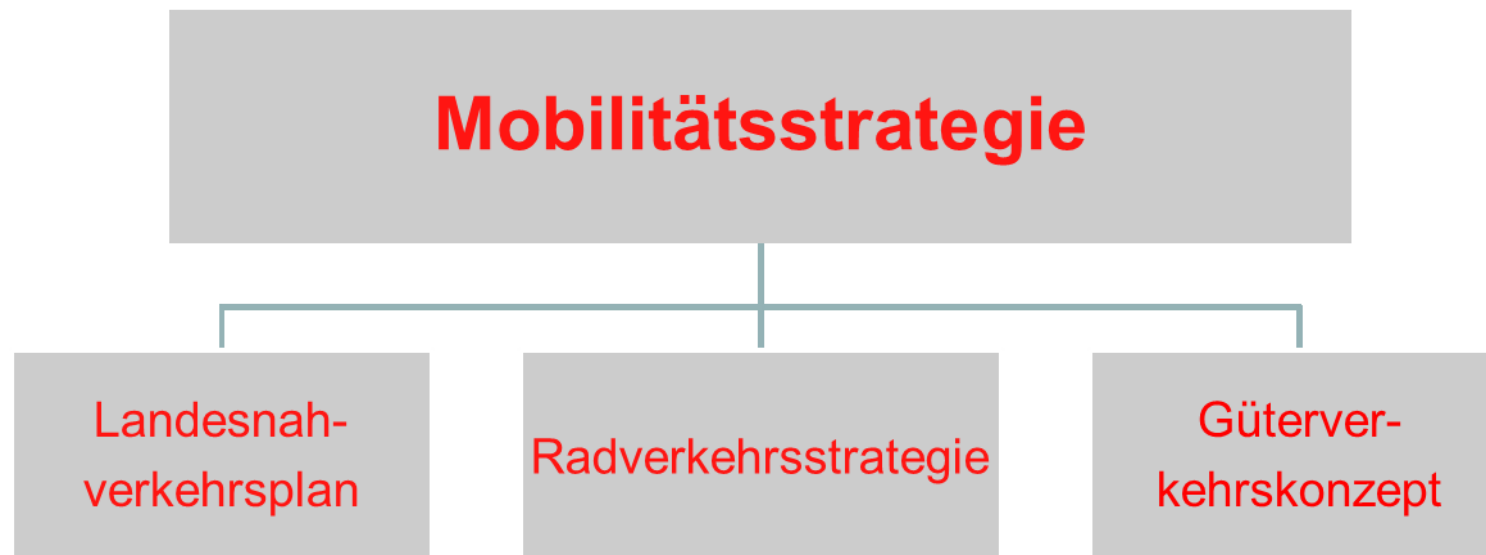 Mobilitätsstrategie
Landesnah-
verkehrsplan
Radverkehrsstrategie
Güterver-
kehrskonzept